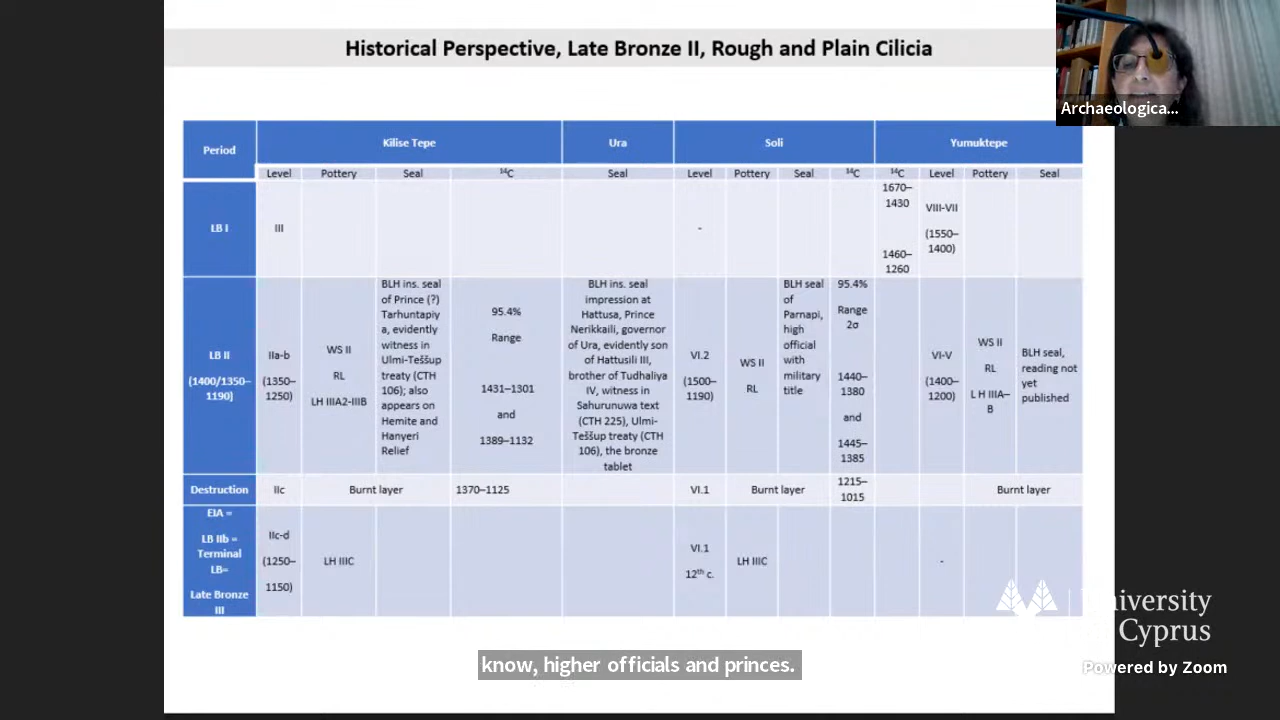 Historical Perspective, Late Bronze II, Rough and Plain Cilicia
Archaeologica...
Period
Kilise Tepe
Ura
Soli
Yumuktepe
Level
Pottery
Seal
¹⁴C
Seal
Level
Pottery
Seal
¹⁴C
¹⁴C
Level
Pottery
Seal
LB I
III
-
1670–
1430
1460–
1260
VIII-VII
(1550–
1400)
LB II
(1400/1350–
1190)
IIa-b
(1350–
1250)
WS II
RL
LH IIIA2-IIIB
BLH ins. seal
of Prince (?)
Tarhuntapiy
a, evidently
witness in
Ulmi-Teššup
treaty (CTH
106); also
appears on
Hemite and
Hanyeri
Relief
95.4%
Range
1431–1301
and
1389–1132
BLH ins. seal
impression at
Hattusa, Prince
Nerikkaili, governor
of Ura, evidently son
of Hattusili III,
brother of Tudhaliya
IV, witness in
Sahurunuwa text
(CTH 225), Ulmi-
Teššup treaty (CTH
106), the bronze
tablet
VI.2
(1500–
1190)
WS II
RL
BLH seal
of
Parnapi,
high
official
with
military
title
95.4%
Range
2σ
1440–
1380
and
1445–
1385
VI-V
(1400–
1200)
WS II
RL
L H IIIA–
B
BLH seal,
reading not
yet
published
Destruction
IIc
Burnt layer
1370–1125
VI.1
Burnt layer
1215–
1015
Burnt layer
EIA =
LB IIb =
Terminal
LB=
Late Bronze
III
IIc-d
(1250–
1150)
LH IIIC
VI.1
12ᵗʰ c.
LH IIIC
-
University
of Cyprus
know, higher officials and princes.
Powered by Zoom